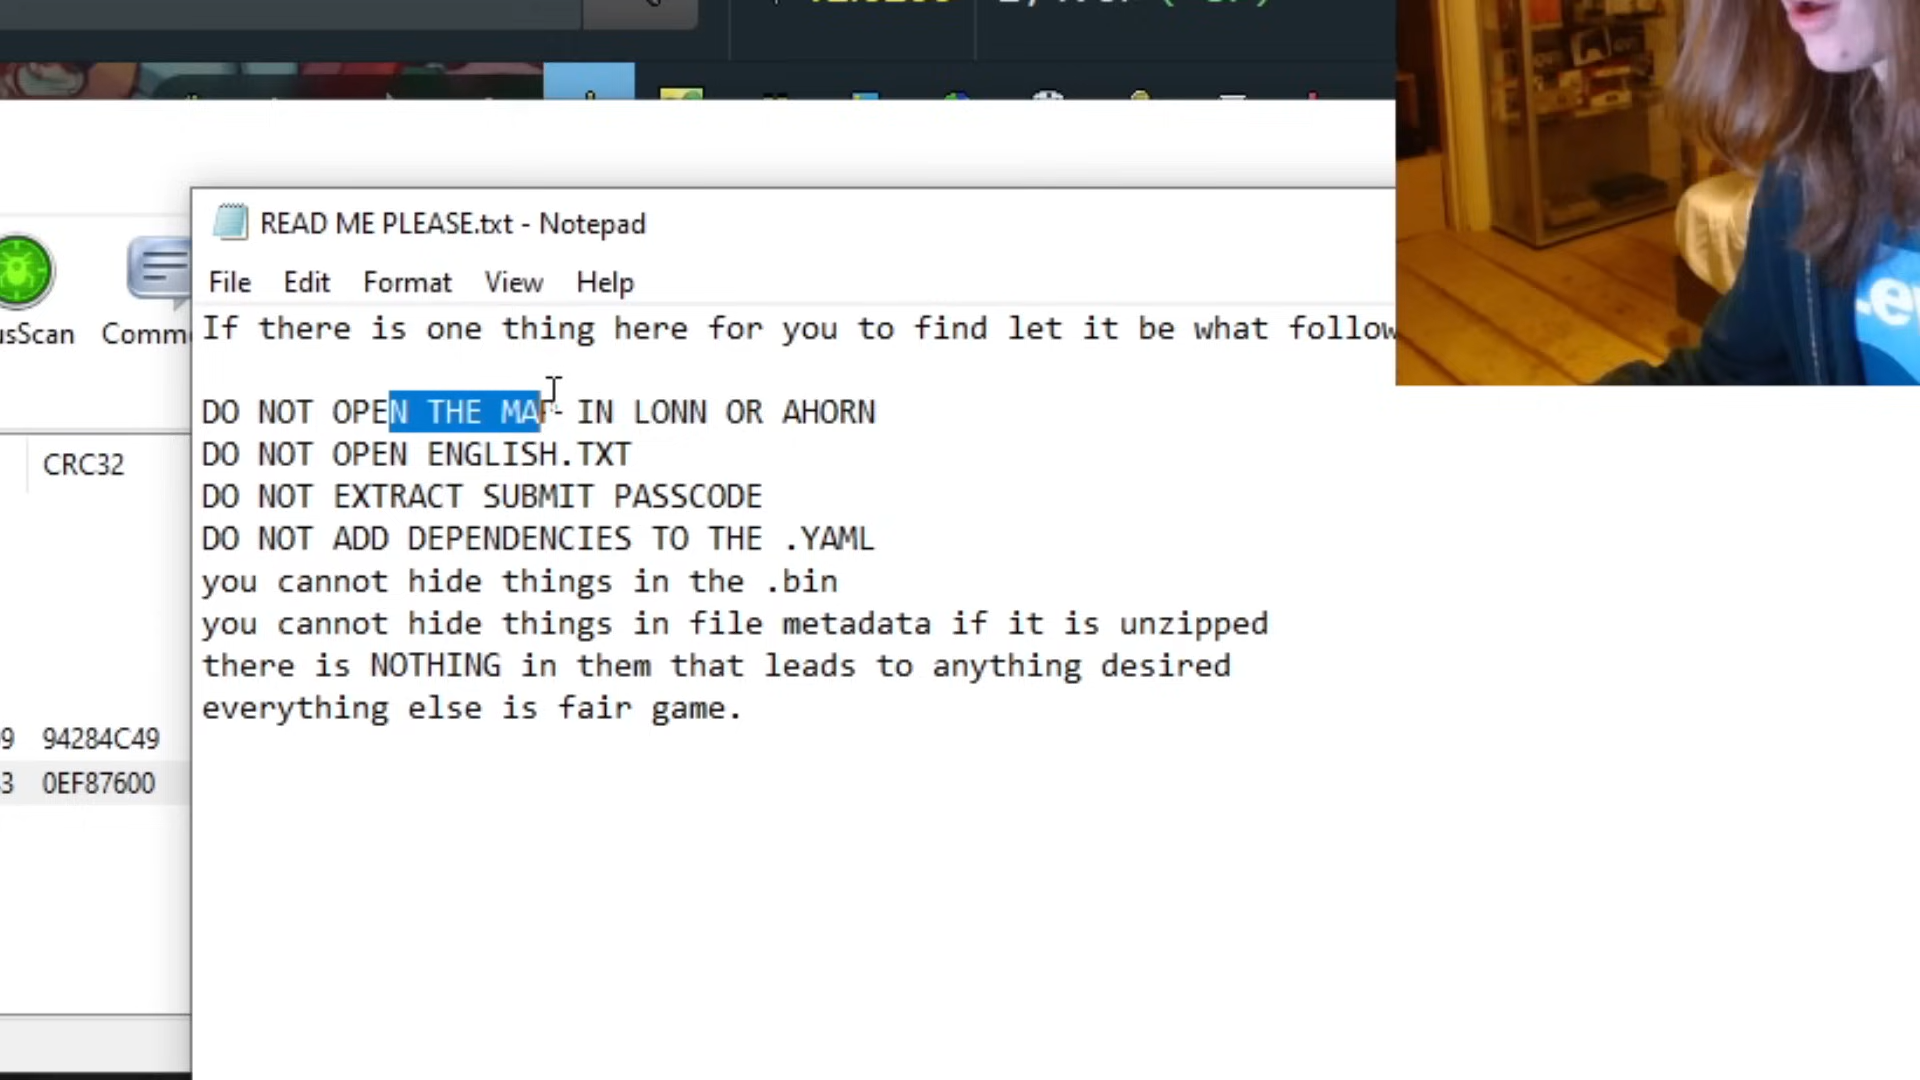 READ ME PLEASE.txt - Notepad
File Edit Format View Help
If there is one thing here for you to find let it be what follow
DO NOT OPEN THE MAP IN LONN OR AHORN
DO NOT OPEN ENGLISH.TXT
DO NOT EXTRACT SUBMIT PASSCODE
DO NOT ADD DEPENDENCIES TO THE .YAML
you cannot hide things in the .bin
you cannot hide things in file metadata if it is unzipped
there is NOTHING in them that leads to anything desired
everything else is fair game.
usScan Comme
CRC32
9 94284C49
3 0EF87600